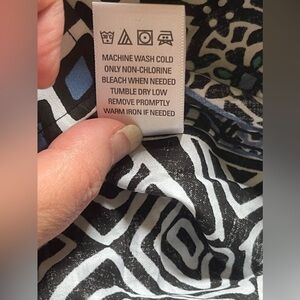 MACHINE WASH COLD
ONLY NON-CHLORINE
BLEACH WHEN NEEDED
TUMBLE DRY LOW
REMOVE PROMPTLY
WARM IRON IF NEEDED